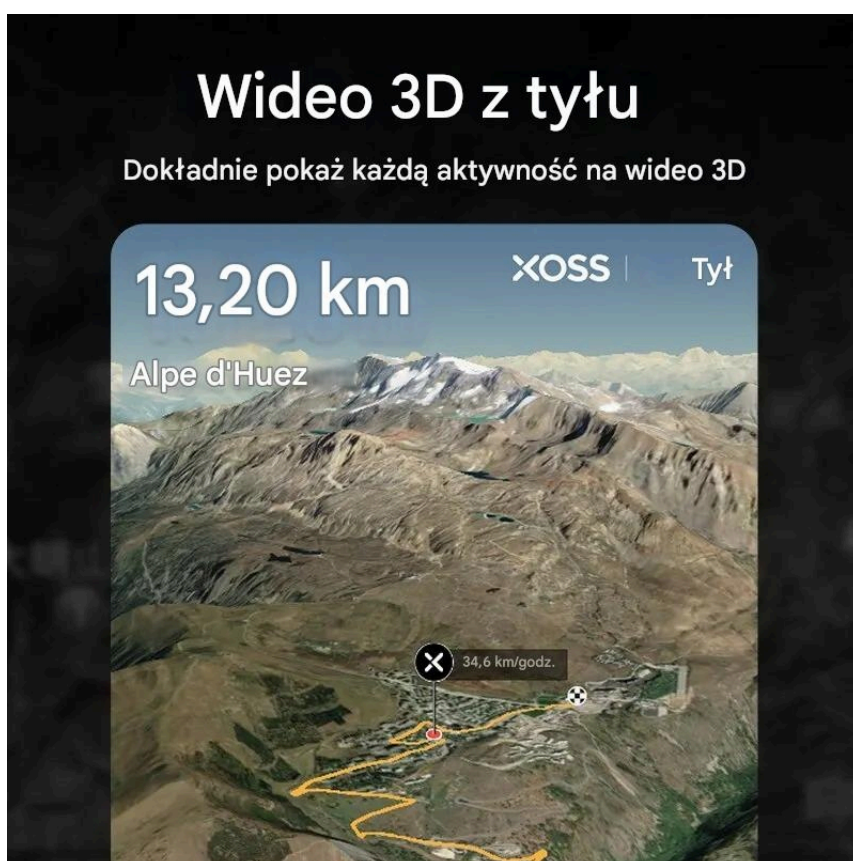 Wideo 3D z tyłu
Dokładnie pokaż każdą aktywność na wideo 3D
13,20 km
XOSS | Tył
Alpe d'Huez
34,6 km/godz.